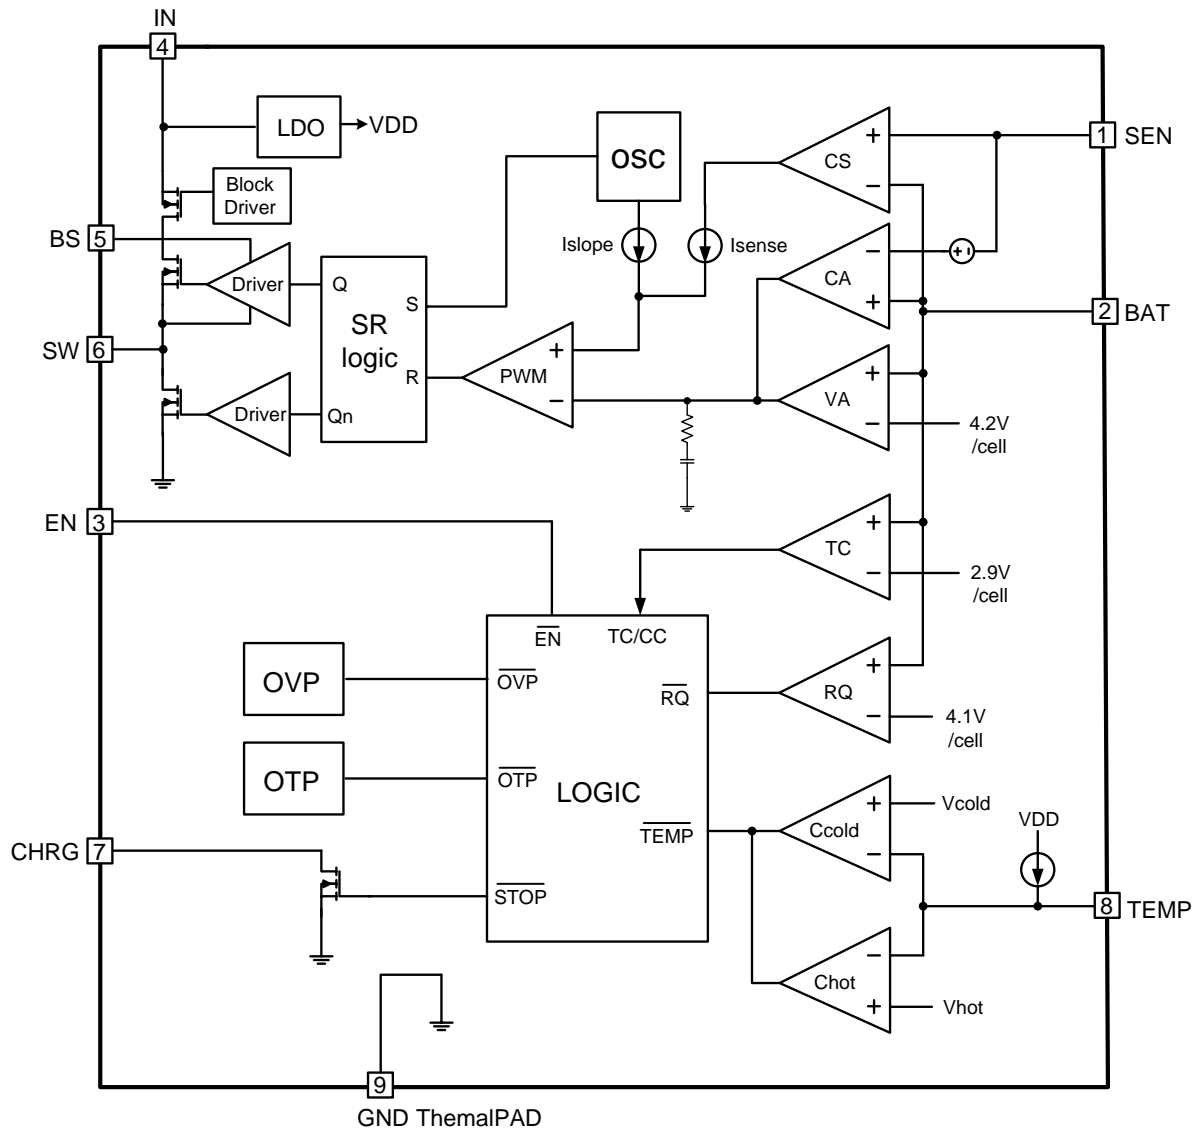 IN
4
LDO
VDD
Block
Driver
BS
5
Driver
SW
6
Driver
Q
S
SR
logic
R
Qn
OSC
Islope
Isense
+
PWM
−
+
CS
−
1
SEN
−
CA
+
+ -
2
BAT
+
VA
−
4.2V
/cell
EN
3
+
TC
−
2.9V
/cell
EN
TC/CC
OVP
OVP
RQ
+
RQ
−
4.1V
/cell
OTP
OTP
LOGIC
TEMP
+
Ccold
−
Vcold
VDD
8
TEMP
CHRG
7
STOP
−
Chot
+
Vhot
9
GND ThemalPAD